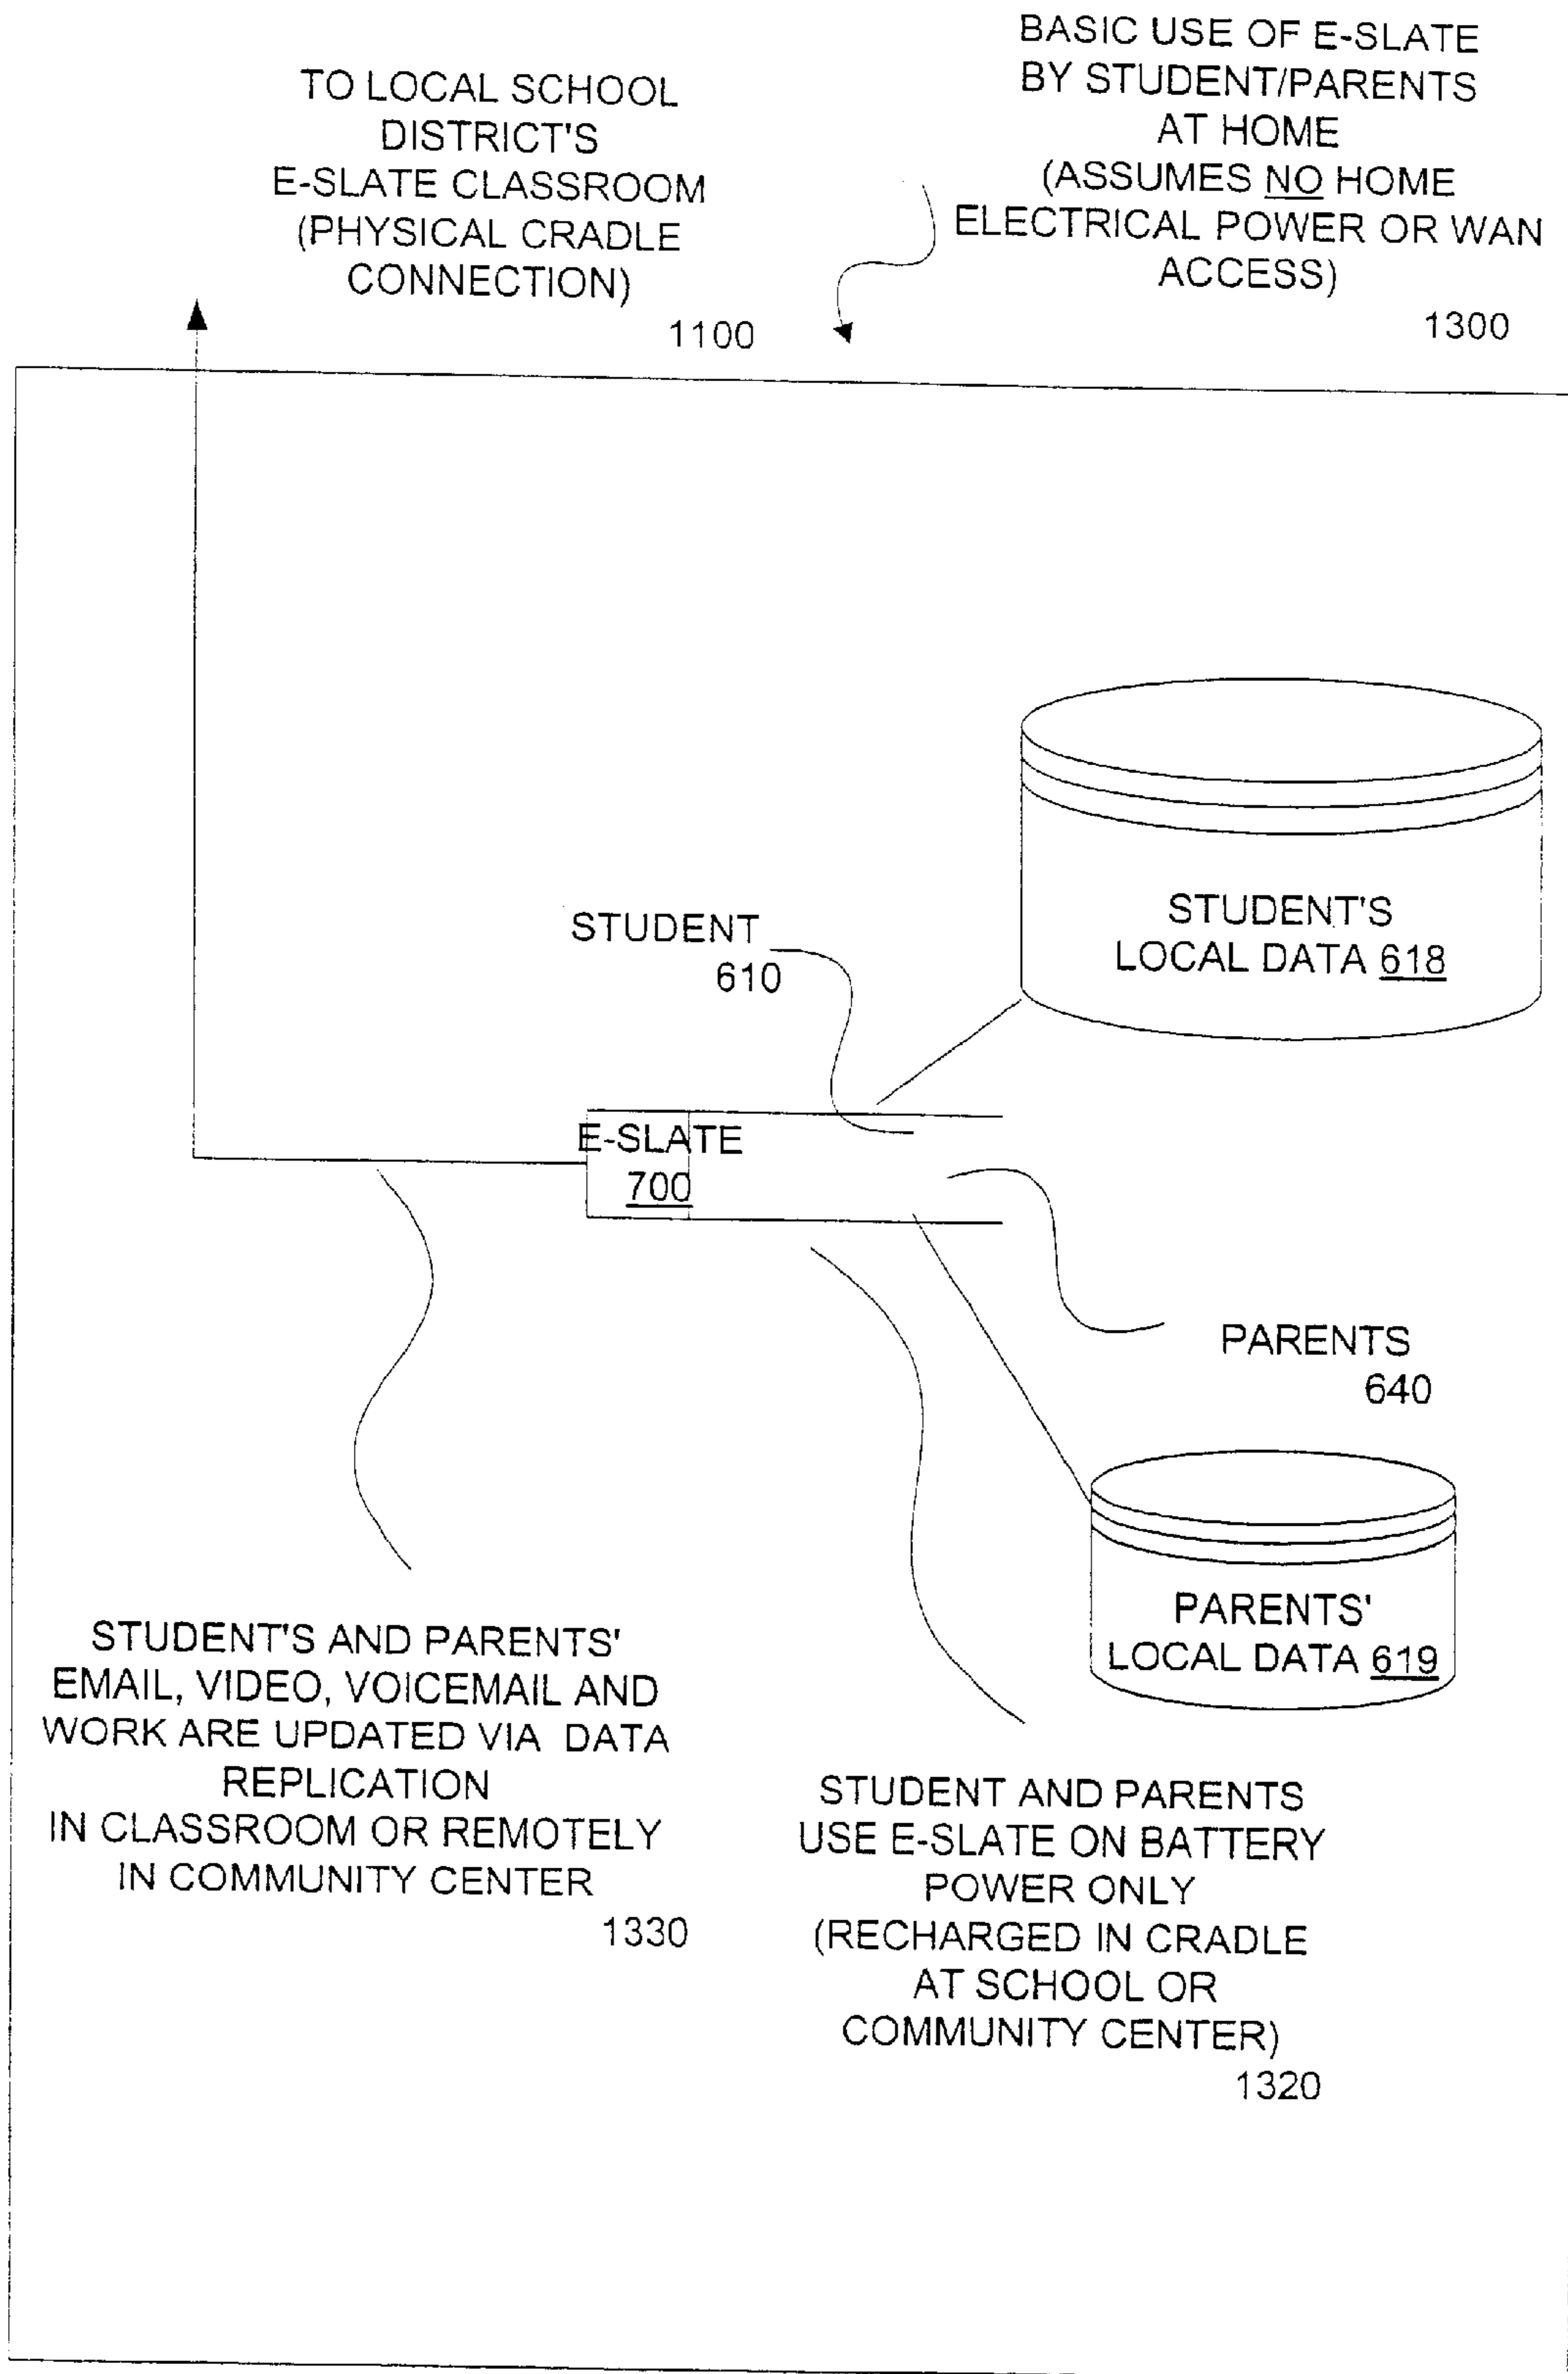 TO LOCAL SCHOOL
DISTRICT'S
E-SLATE CLASSROOM
(PHYSICAL CRADLE
CONNECTION)
1100
BASIC USE OF E-SLATE
BY STUDENT/PARENTS
AT HOME
(ASSUMES NO HOME
ELECTRICAL POWER OR WAN
ACCESS)
1300
STUDENT'S
LOCAL DATA 618
STUDENT
610
E-SLATE
700
PARENTS
640
PARENTS'
LOCAL DATA 619
STUDENT'S AND PARENTS'
EMAIL, VIDEO, VOICEMAIL AND
WORK ARE UPDATED VIA DATA
REPLICATION
IN CLASSROOM OR REMOTELY
IN COMMUNITY CENTER
1330
STUDENT AND PARENTS
USE E-SLATE ON BATTERY
POWER ONLY
(RECHARGED IN CRADLE
AT SCHOOL OR
COMMUNITY CENTER)
1320